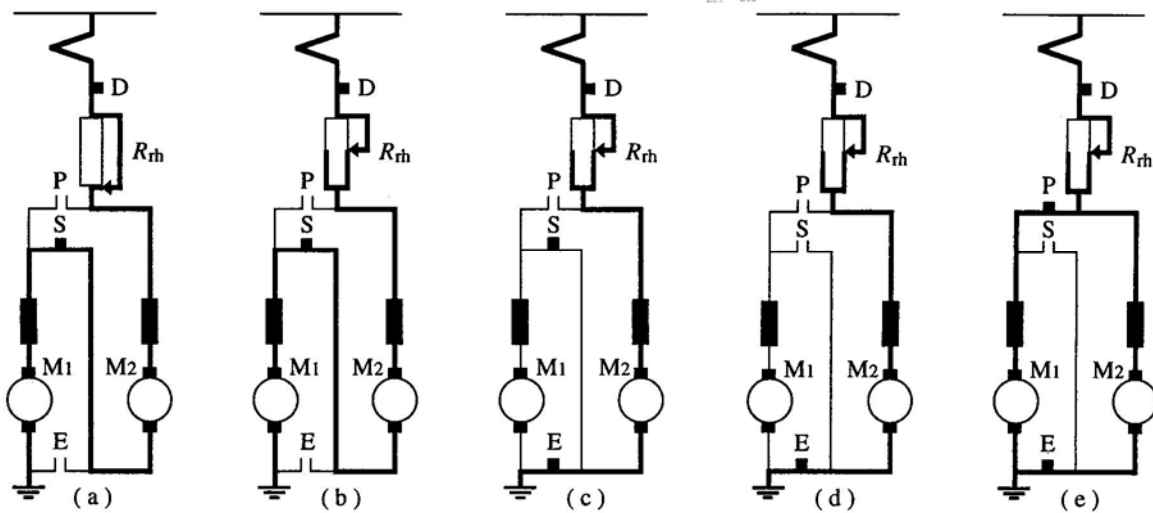 D D D D D
Rrh Rrh Rrh Rrh Rrh
P P P P P
S S S S S
M1 M2 M1 M2 M1 M2 M1 M2 M1 M2
E E E E E
(a) (b) (c) (d) (e)